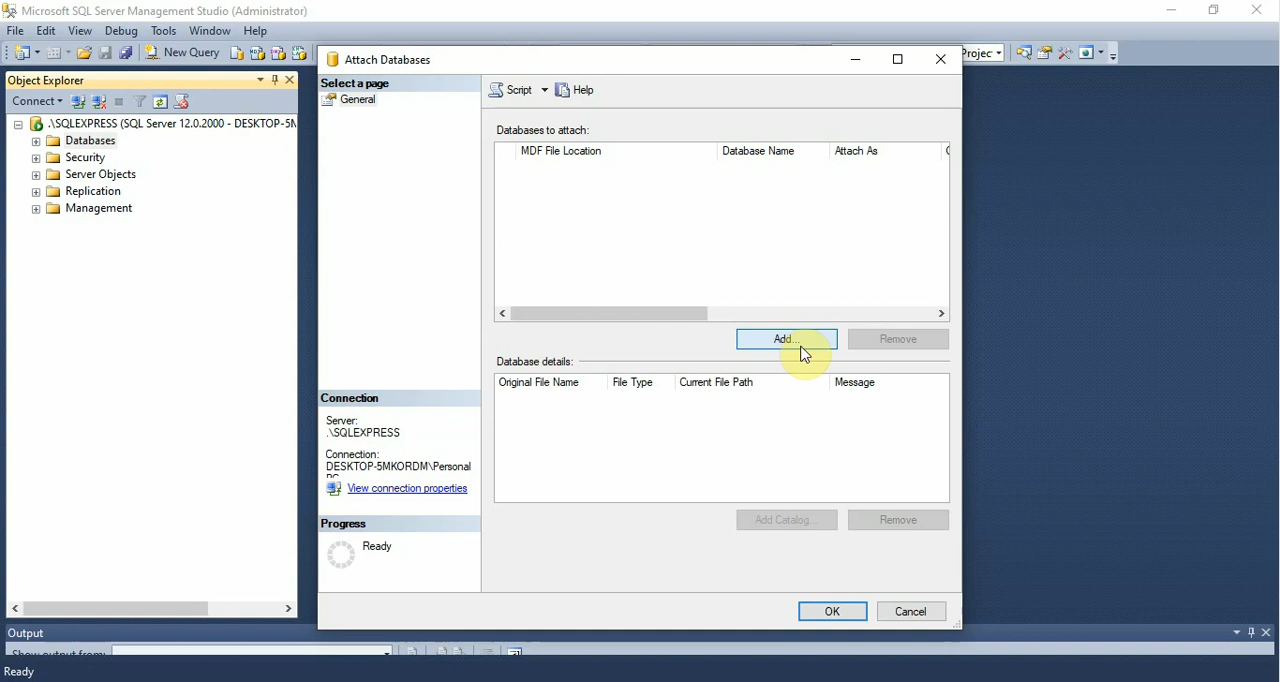 Microsoft SQL Server Management Studio (Administrator)
File Edit View Debug Tools Window Help
New Query
Projec
Object Explorer
Connect
.\SQLEXPRESS (SQL Server 12.0.2000 - DESKTOP-5M
Databases
Security
Server Objects
Replication
Management
Attach Databases
Select a page
General
Script Help
Databases to attach:
MDF File Location Database Name Attach As
Add... Remove
Database details:
Original File Name File Type Current File Path Message
Add Catalog... Remove
Connection
Server:
.\SQLEXPRESS
Connection:
DESKTOP-5MKORDM\Personal
View connection properties
Progress
Ready
OK Cancel
Output
Show output from:
Ready